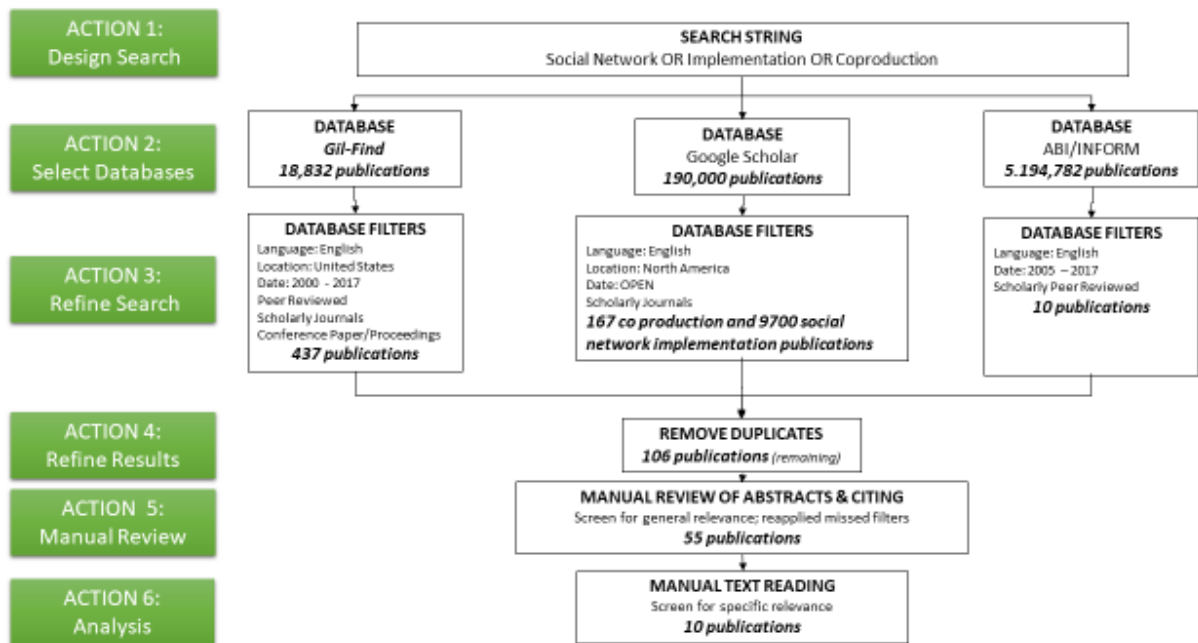 ACTION 1:
Design Search
SEARCH STRING
Social Network OR Implementation OR Coproduction
ACTION 2:
Select Databases
DATABASE
Gil-Find
18,832 publications
DATABASE
Google Scholar
190,000 publications
DATABASE
ABI/INFORM
5.194,782 publications
ACTION 3:
Refine Search
DATABASE FILTERS
Language: English
Location: United States
Date: 2000 - 2017
Peer Reviewed
Scholarly Journals
Conference Paper/Proceedings
437 publications
DATABASE FILTERS
Language: English
Location: North America
Date: OPEN
Scholarly Journals
167 co production and 9700 social
network implementation publications
DATABASE FILTERS
Language: English
Date: 2005 – 2017
Scholarly Peer Reviewed
10 publications
ACTION 4:
Refine Results
REMOVE DUPLICATES
106 publications (remaining)
ACTION 5:
Manual Review
MANUAL REVIEW OF ABSTRACTS & CITING
Screen for general relevance; reapplied missed filters
55 publications
ACTION 6:
Analysis
MANUAL TEXT READING
Screen for specific relevance
10 publications